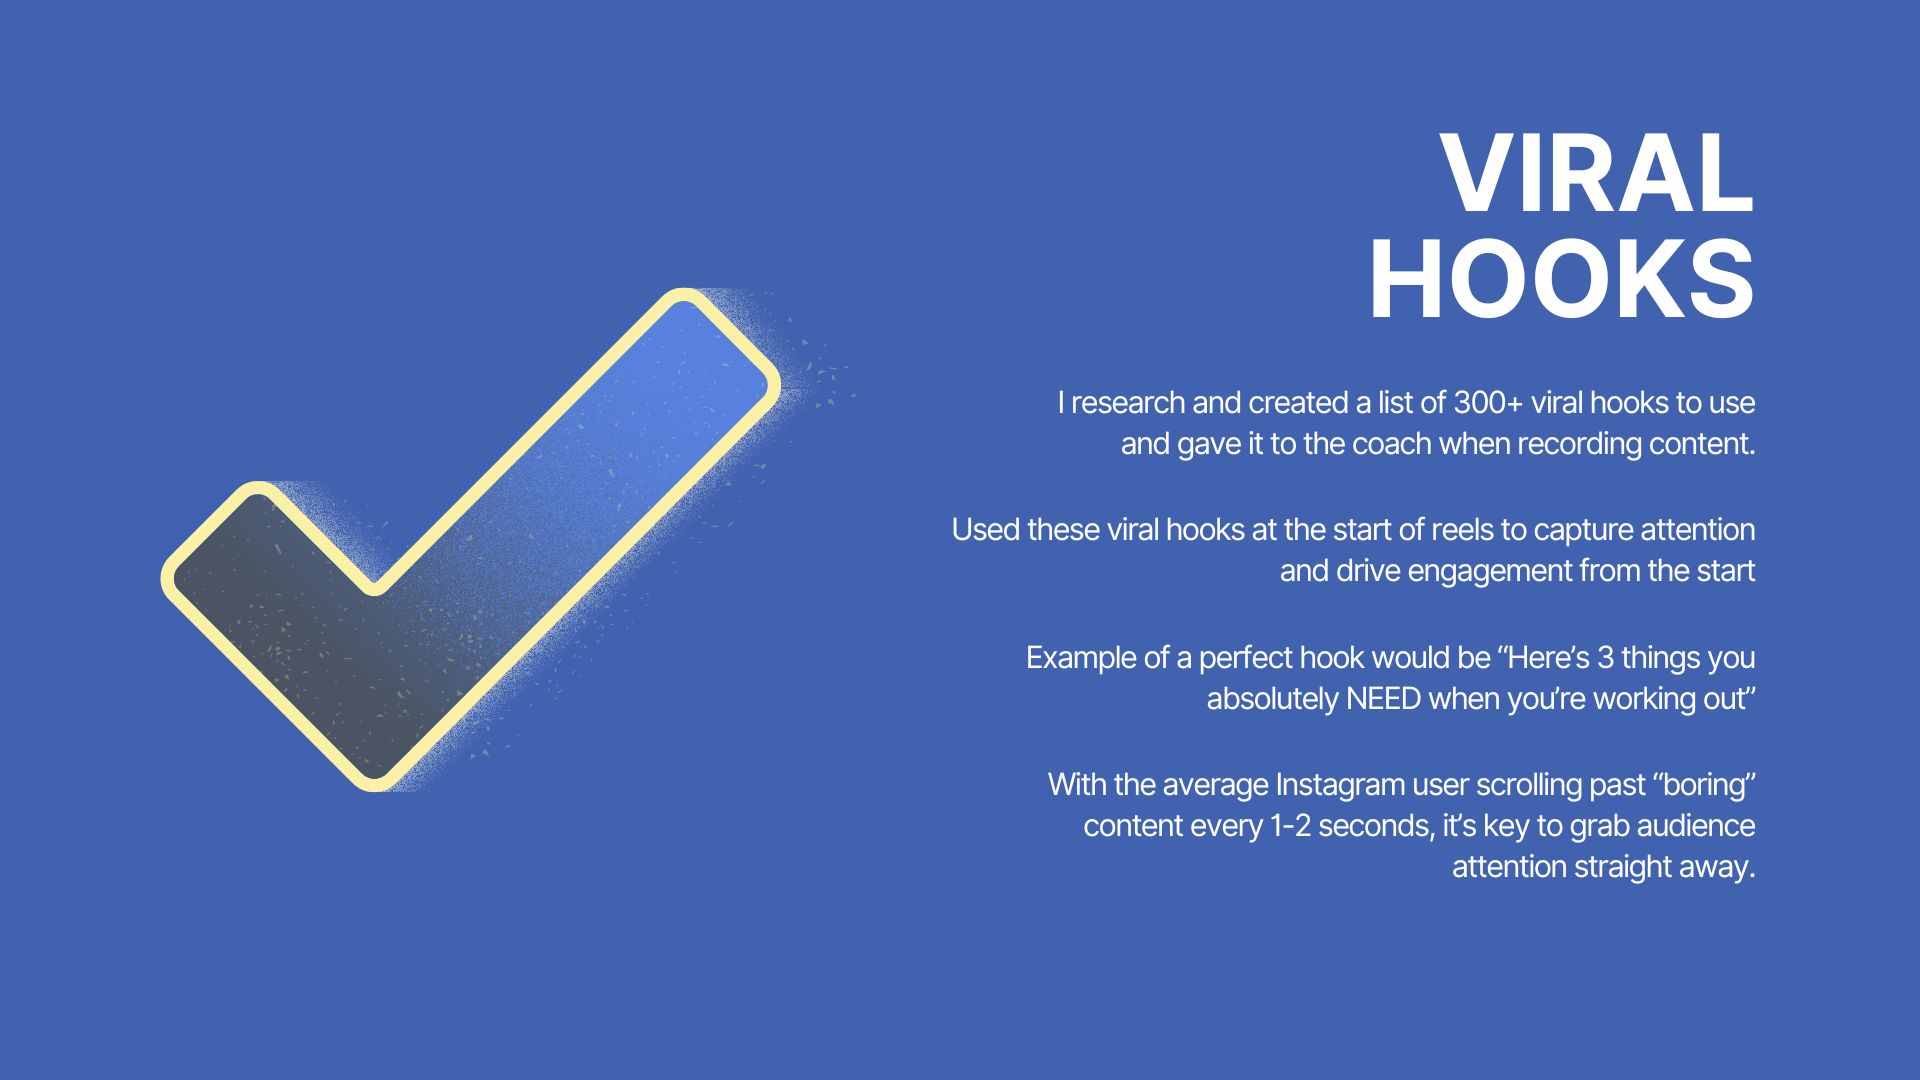 VIRAL
HOOKS
I research and created a list of 300+ viral hooks to use
and gave it to the coach when recording content.
Used these viral hooks at the start of reels to capture attention
and drive engagement from the start
Example of a perfect hook would be “Here’s 3 things you
absolutely NEED when you’re working out”
With the average Instagram user scrolling past “boring”
content every 1-2 seconds, it’s key to grab audience
attention straight away.